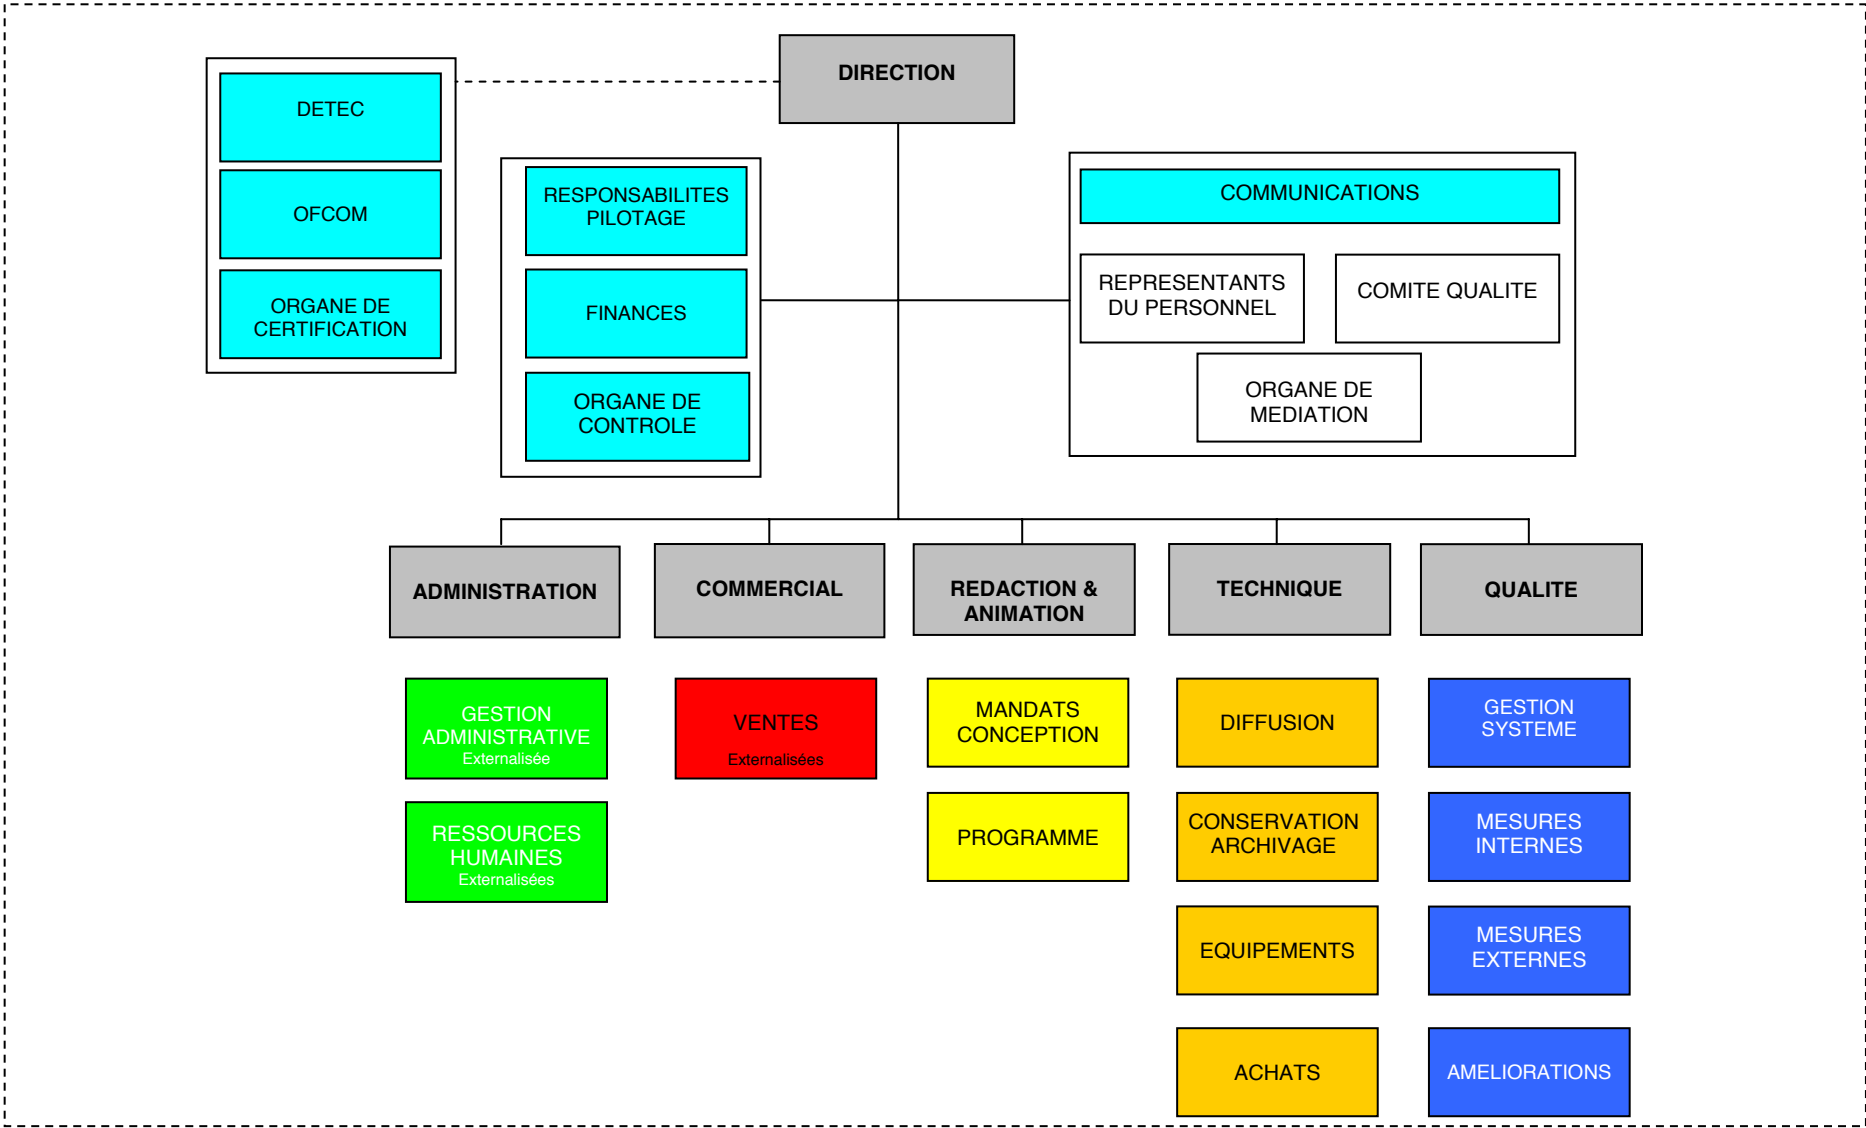 DIRECTION
DETEC
OFCOM
ORGANE DE
CERTIFICATION
RESPONSABILITES
PILOTAGE
FINANCES
ORGANE DE
CONTROLE
COMMUNICATIONS
REPRESENTANTS
DU PERSONNEL
COMITE QUALITE
ORGANE DE
MEDIATION
ADMINISTRATION
COMMERCIAL
REDACTION &
ANIMATION
TECHNIQUE
QUALITE
GESTION
ADMINISTRATIVE
Externalisée
RESSOURCES
HUMAINES
Externalisées
VENTES
Externalisées
MANDATS
CONCEPTION
PROGRAMME
DIFFUSION
CONSERVATION
ARCHIVAGE
EQUIPEMENTS
ACHATS
GESTION
SYSTEME
MESURES
INTERNES
MESURES
EXTERNES
AMELIORATIONS